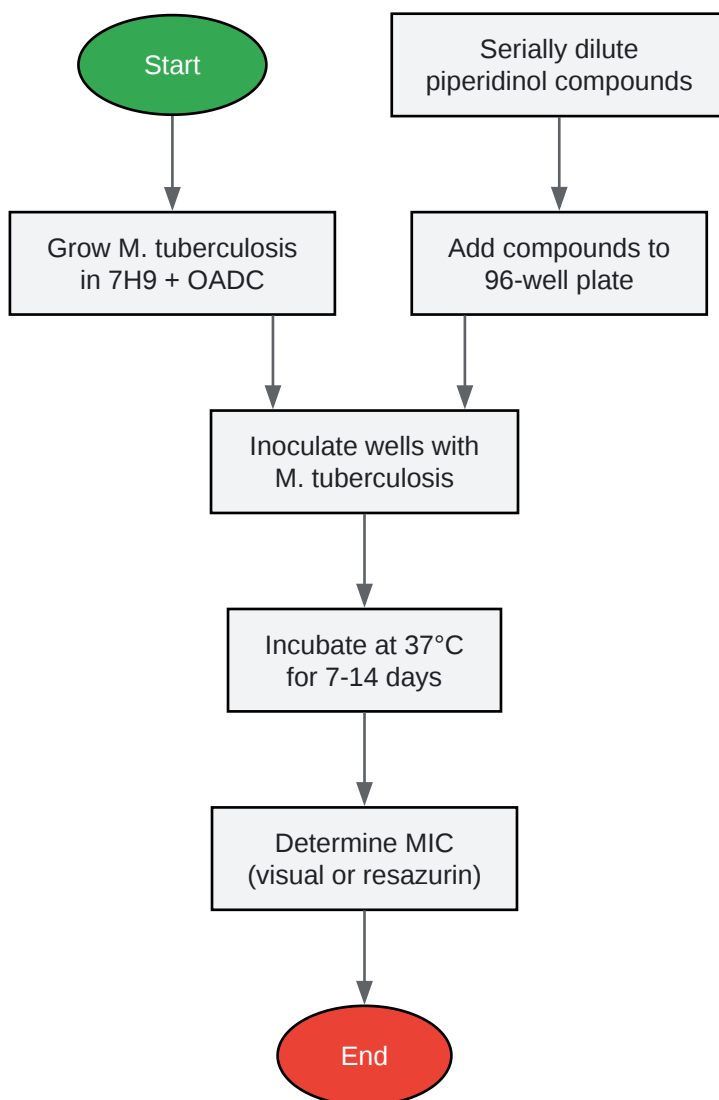 Start
Serially dilute
piperidinol compounds
Grow M. tuberculosis
in 7H9 + OADC
Add compounds to
96-well plate
Inoculate wells with
M. tuberculosis
Incubate at 37°C
for 7-14 days
Determine MIC
(visual or resazurin)
End